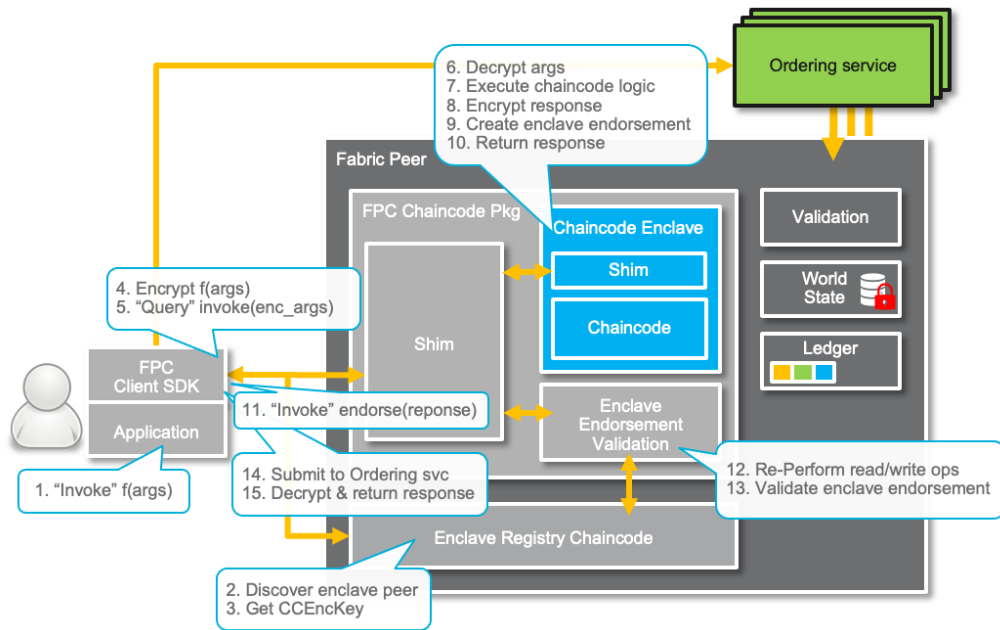 Ordering service
6. Decrypt args
7. Execute chaincode logic
8. Encrypt response
9. Create enclave endorsement
10. Return response
Fabric Peer
FPC Chaincode Pkg
Chaincode Enclave
Shim
Chaincode
Shim
Enclave
Endorsement
Validation
Validation
World
State
Ledger
4. Encrypt f(args)
5. “Query” invoke(enc_args)
FPC
Client SDK
Application
11. “Invoke” endorse(reponse)
1. “Invoke” f(args)
14. Submit to Ordering svc
15. Decrypt & return response
12. Re-Perform read/write ops
13. Validate enclave endorsement
Enclave Registry Chaincode
2. Discover enclave peer
3. Get CCEncKey